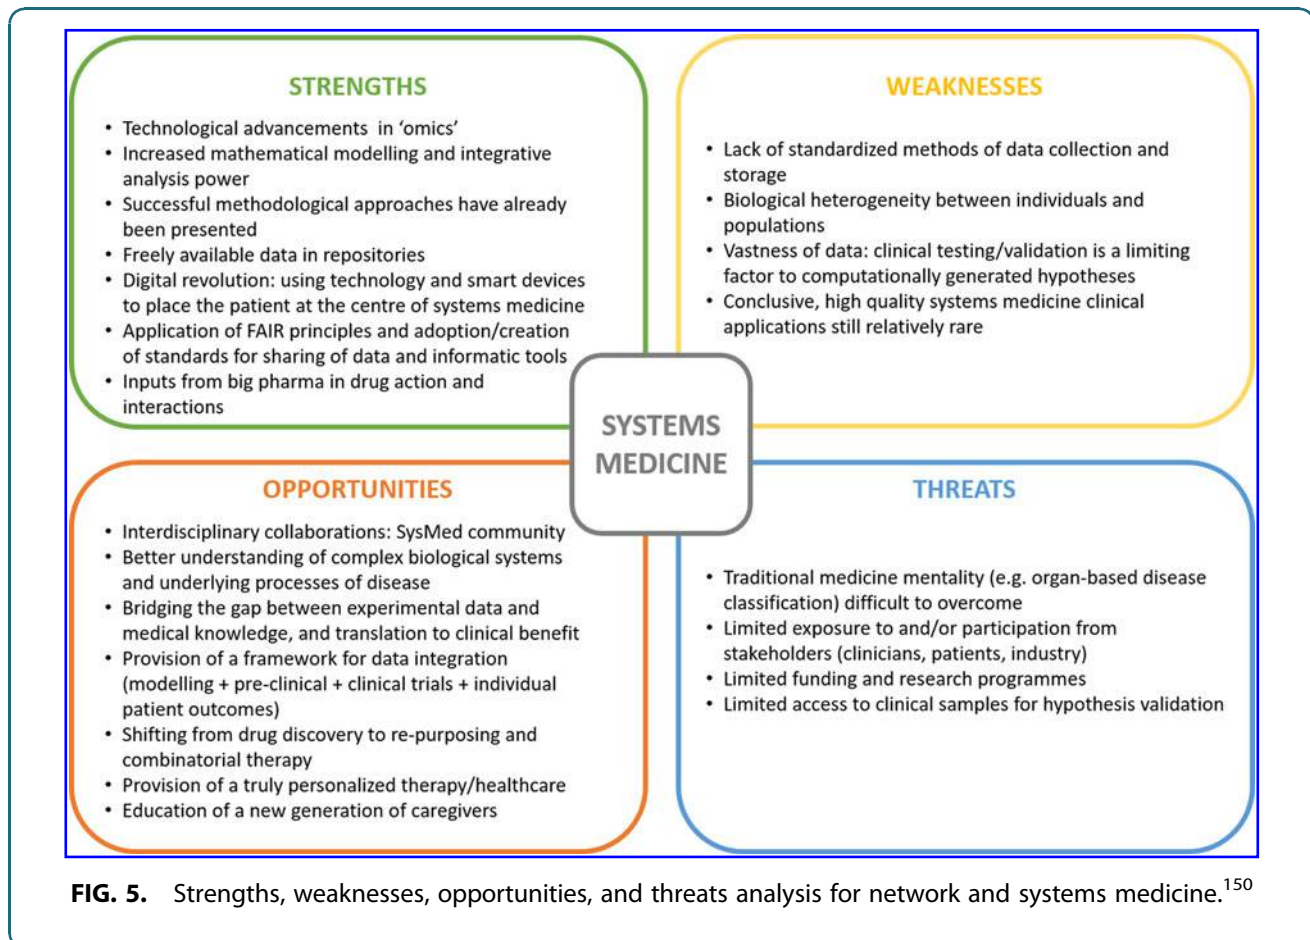 STRENGTHS
• Technological advancements in ‘omics’
• Increased mathematical modelling and integrative
analysis power
• Successful methodological approaches have already
been presented
• Freely available data in repositories
• Digital revolution: using technology and smart devices
to place the patient at the centre of systems medicine
• Application of FAIR principles and adoption/creation
of standards for sharing of data and informatic tools
• Inputs from big pharma in drug action and
interactions
WEAKNESSES
• Lack of standardized methods of data collection and
storage
• Biological heterogeneity between individuals and
populations
• Vastness of data: clinical testing/validation is a limiting
factor to computationally generated hypotheses
• Conclusive, high quality systems medicine clinical
applications still relatively rare
SYSTEMS
MEDICINE
OPPORTUNITIES
• Interdisciplinary collaborations: SysMed community
• Better understanding of complex biological systems
and underlying processes of disease
• Bridging the gap between experimental data and
medical knowledge, and translation to clinical benefit
• Provision of a framework for data integration
(modelling + pre-clinical + clinical trials + individual
patient outcomes)
• Shifting from drug discovery to re-purposing and
combinatorial therapy
• Provision of a truly personalized therapy/healthcare
• Education of a new generation of caregivers
THREATS
• Traditional medicine mentality (e.g. organ-based disease
classification) difficult to overcome
• Limited exposure to and/or participation from
stakeholders (clinicians, patients, industry)
• Limited funding and research programmes
• Limited access to clinical samples for hypothesis validation
FIG. 5. Strengths, weaknesses, opportunities, and threats analysis for network and systems medicine.150